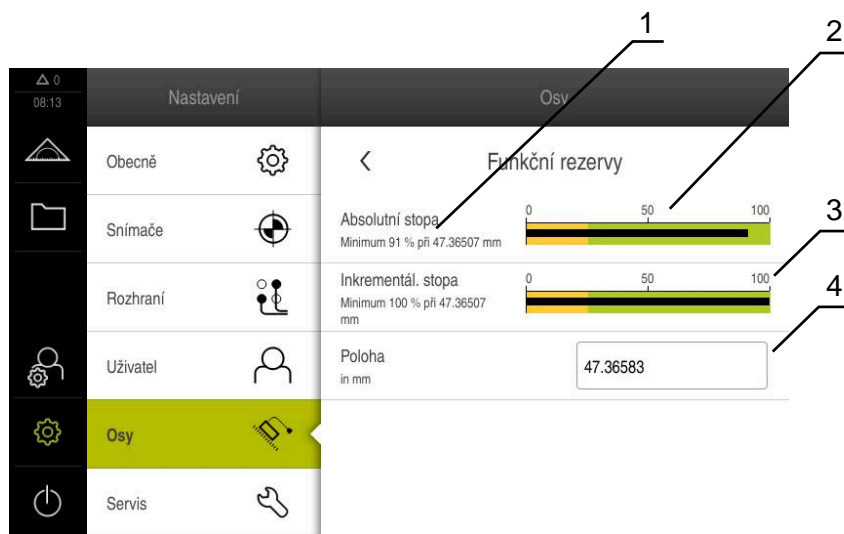 1
2
△ 0
08:13
Nastavení
Osy
Obecně
Funkční rezervy
Snímače
Absolutní stopa
Minimum 91 % při 47.36507 mm
0 50 100
3
Rozhraní
Inkrementál. stopa
Minimum 100 % při 47.36507
mm
0 50 100
4
Uživatel
Poloha
in mm
47.36583
Osy
Servis